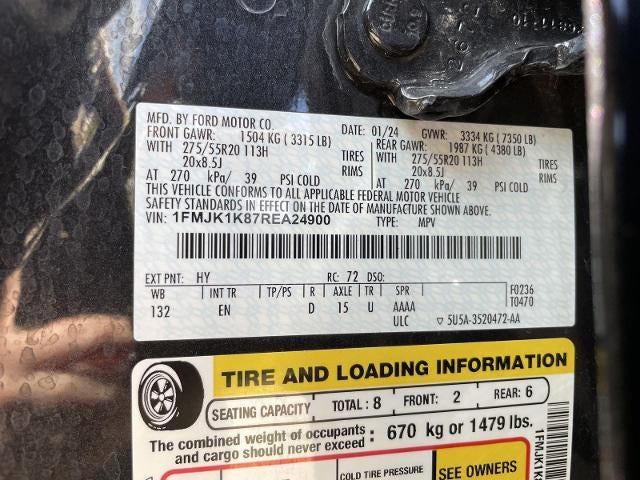 MFD. BY FORD MOTOR CO.
DATE: 01/24 GVWR: 3334 KG ( 7350 LB)
FRONT GAWR: 1504 KG ( 3315 LB) REAR GAWR: 1987 KG ( 4380 LB)
WITH 275/55R20 113H TIRES WITH 275/55R20 113H TIRES
20x8.5J RIMS 20x8.5J RIMS
AT 270 kPa/ 39 PSI COLD AT 270 kPa/ 39 PSI COLD
THIS VEHICLE CONFORMS TO ALL APPLICABLE FEDERAL MOTOR VEHICLE
SAFETY STANDARDS IN EFFECT ON THE DATE OF MANUFACTURE SHOWN ABOVE.
VIN: 1FMJK1K87REA24900 TYPE: MPV
EXT PNT: HY RC: 72 DSO:
WB INT TR TP/PS R AXLE TR SPR F0236
132 EN D 15 U AAAA T0470
ULC ▽ 5U5A-3520472-AA
TIRE AND LOADING INFORMATION
SEATING CAPACITY TOTAL: 8 FRONT: 2 REAR: 6
The combined weight of occupants and cargo should never exceed : 670 kg or 1479 lbs.
COLD TIRE PRESSURE
SEE OWNERS
1FMJK1K